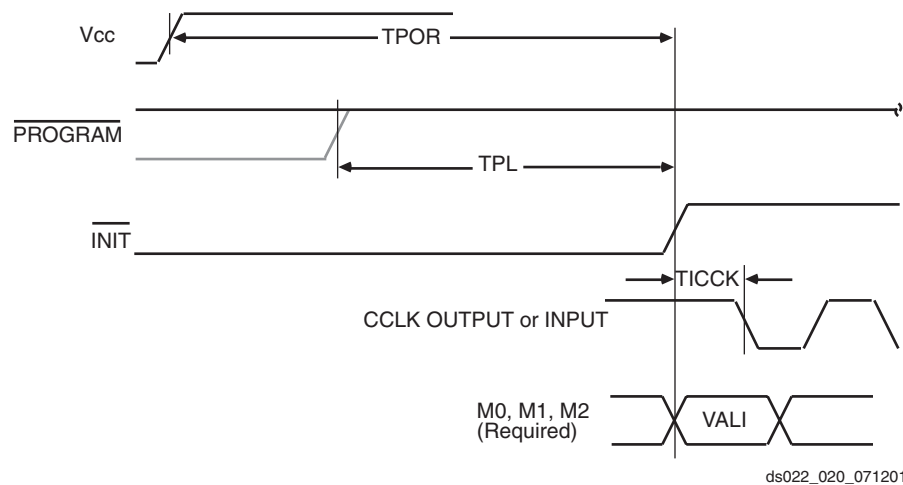 Vcc
TPOR
PROGRAM
TPL
INIT
TICCK
CCLK OUTPUT or INPUT
M0, M1, M2
(Required)
VALI
ds022_020_071201